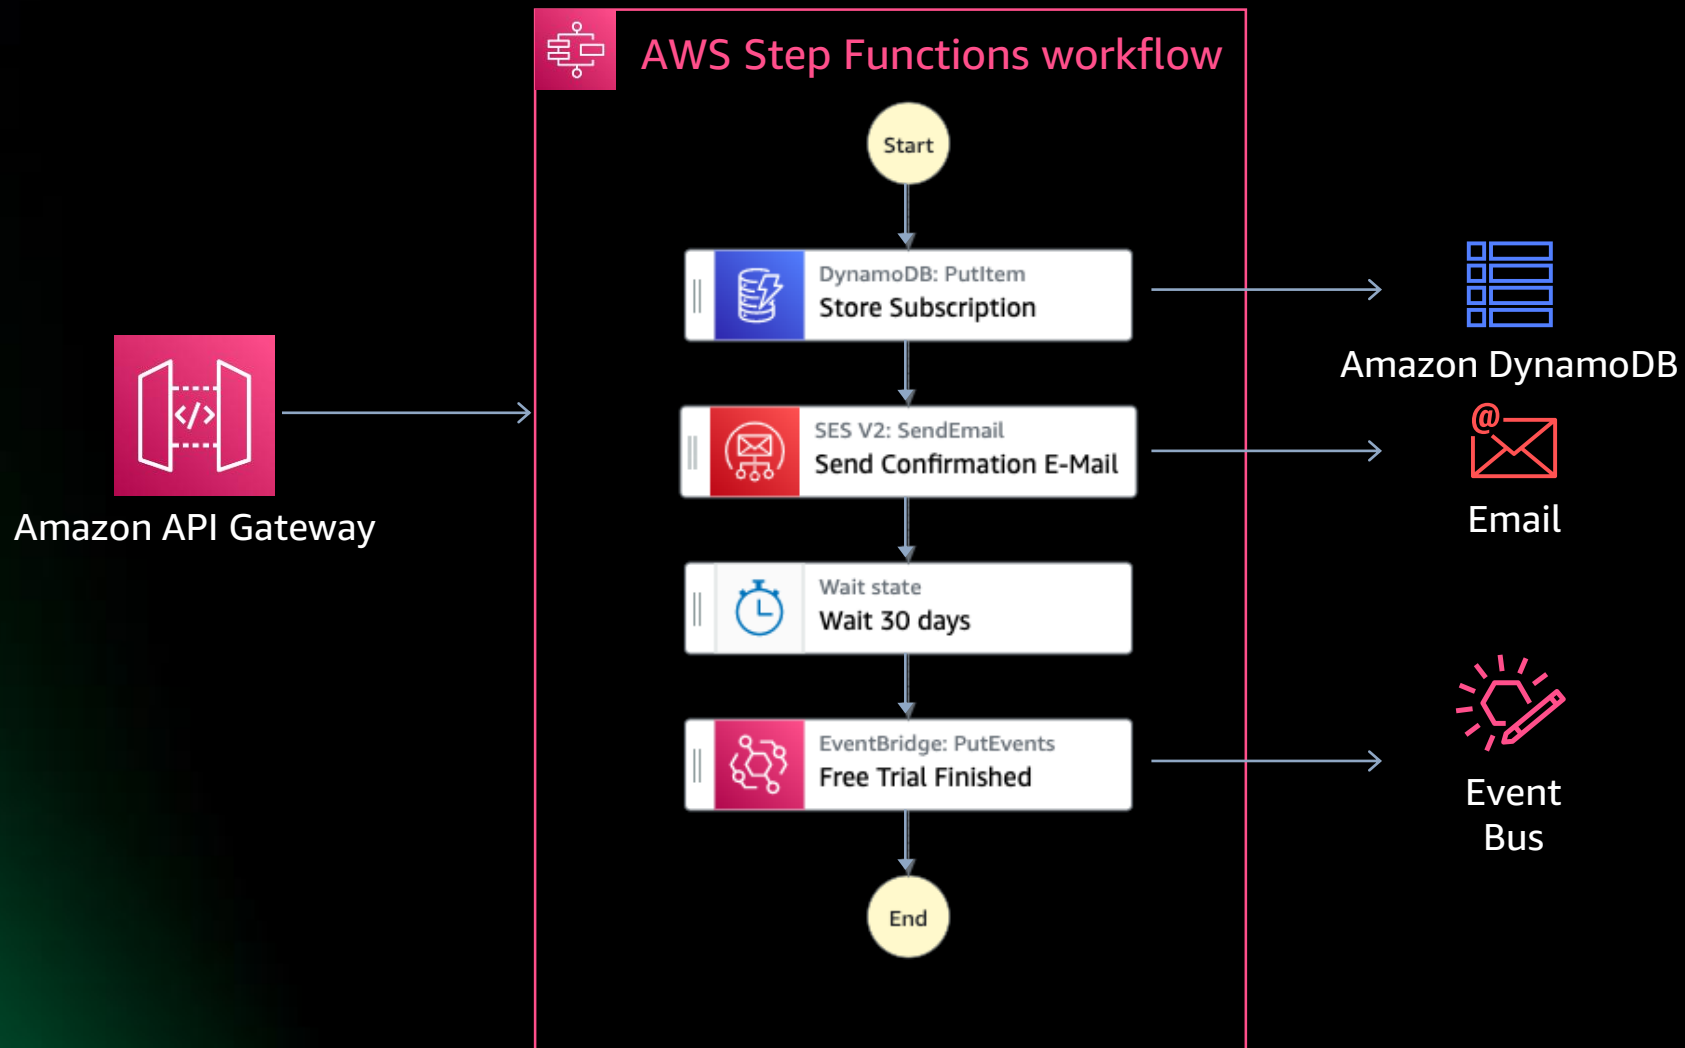 AWS Step Functions workflow
Start
DynamoDB: PutItem
Store Subscription
Amazon DynamoDB
SES V2: SendEmail
Send Confirmation E-Mail
@
Email
</>
Amazon API Gateway
Wait state
Wait 30 days
EventBridge: PutEvents
Free Trial Finished
Event
Bus
End